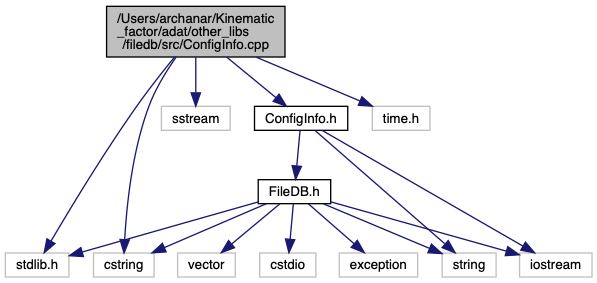 /Users/archanar/Kinematic
_factor/adat/other_libs
/filedb/src/ConfigInfo.cpp
sstream
ConfigInfo.h
time.h
FileDB.h
stdlib.h
cstring
vector
cstdio
exception
string
iostream